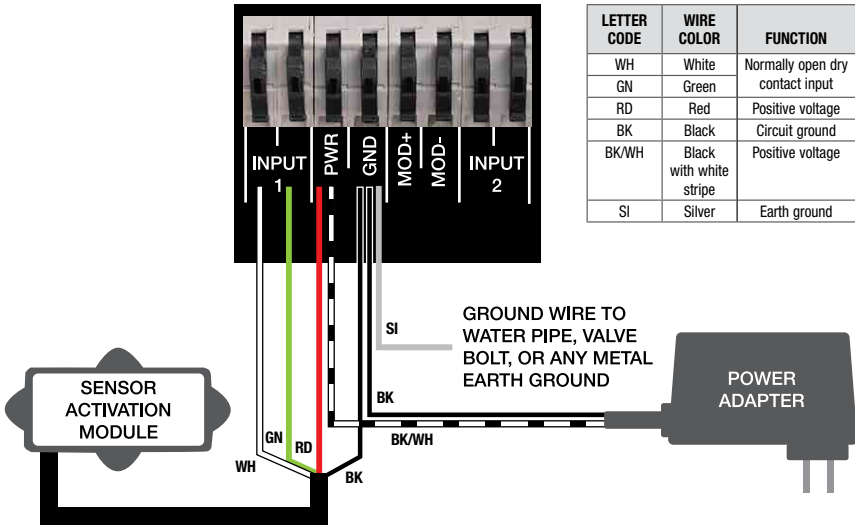 LETTER CODE
WIRE COLOR
FUNCTION
WH
White
Normally open dry contact input
GN
Green
RD
Red
Positive voltage
BK
Black
Circuit ground
BK/WH
Black with white stripe
Positive voltage
SI
Silver
Earth ground
INPUT
1
PWR
GND
MOD+
MOD-
INPUT
2
SI
GROUND WIRE TO
WATER PIPE, VALVE
BOLT, OR ANY METAL
EARTH GROUND
SENSOR
ACTIVATION
MODULE
POWER
ADAPTER
BK
BK/WH
GN
RD
WH
BK